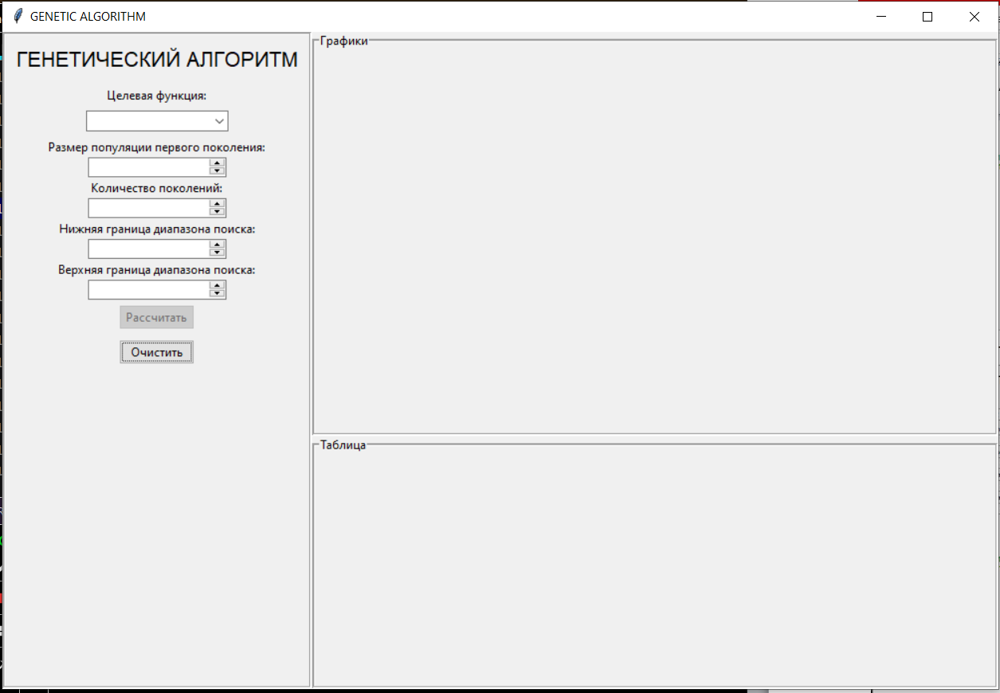 GENETIC ALGORITHM
ГЕНЕТИЧЕСКИЙ АЛГОРИТМ
Целевая функция:
Размер популяции первого поколения:
Количество поколений:
Нижняя граница диапазона поиска:
Верхняя граница диапазона поиска:
Рассчитать
Очистить
Графики
Таблица